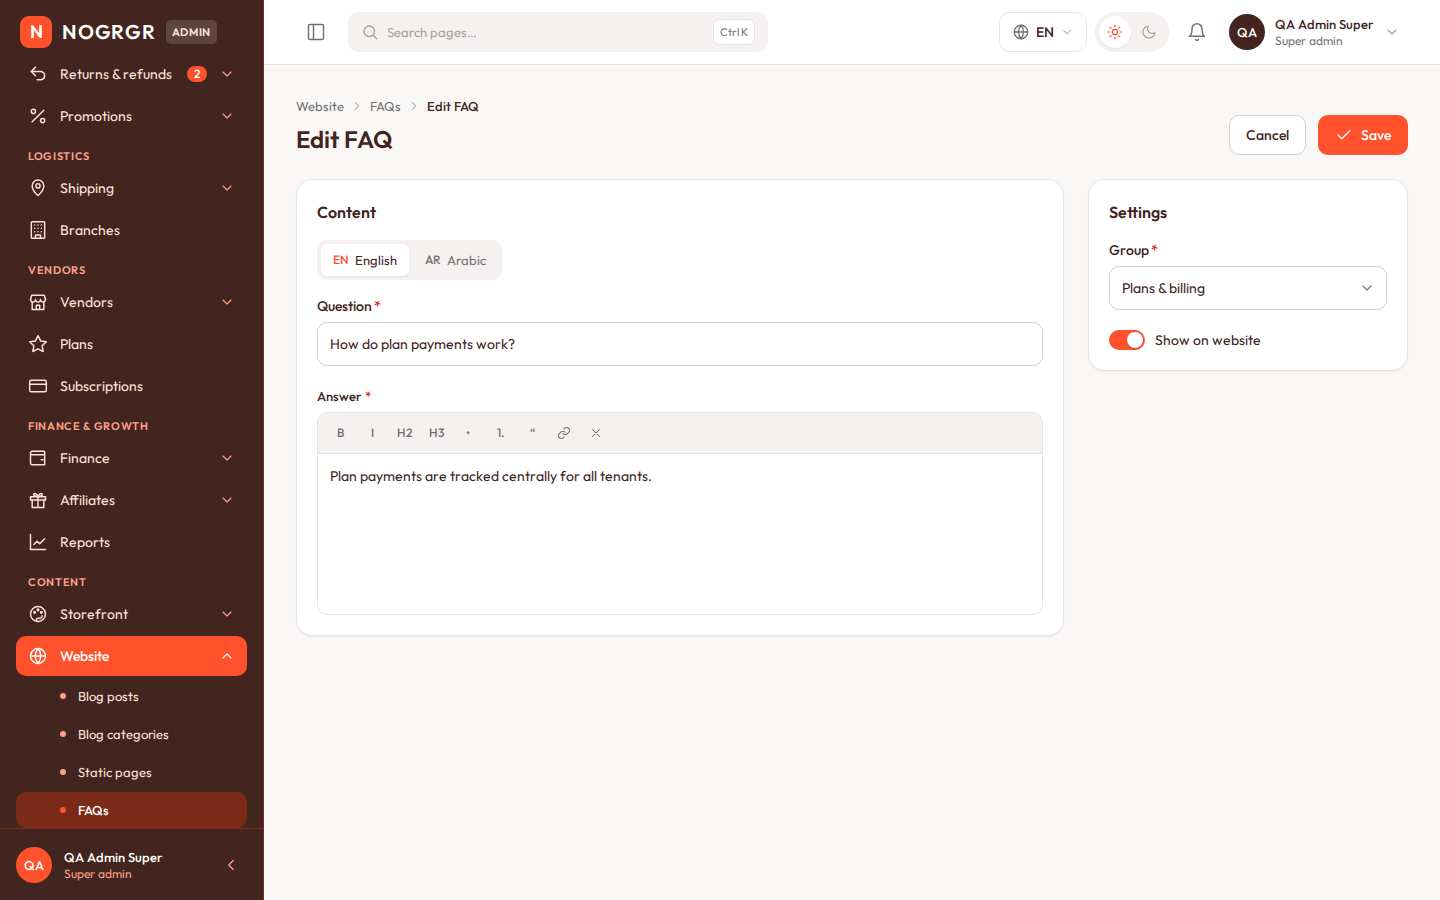 N NOGRGR ADMIN
Returns & refunds 2
Promotions
LOGISTICS
Shipping
Branches
VENDORS
Vendors
Plans
Subscriptions
FINANCE & GROWTH
Finance
Affiliates
Reports
CONTENT
Storefront
Website
Blog posts
Blog categories
Static pages
FAQs
QA QA Admin Super
Super admin
Search pages... Ctrl K
EN
QA QA Admin Super
Super admin
Website > FAQs > Edit FAQ
Edit FAQ
Cancel Save
Content
EN English AR Arabic
Question *
How do plan payments work?
Answer *
B I H2 H3 • 1. “
Plan payments are tracked centrally for all tenants.
Settings
Group *
Plans & billing
Show on website